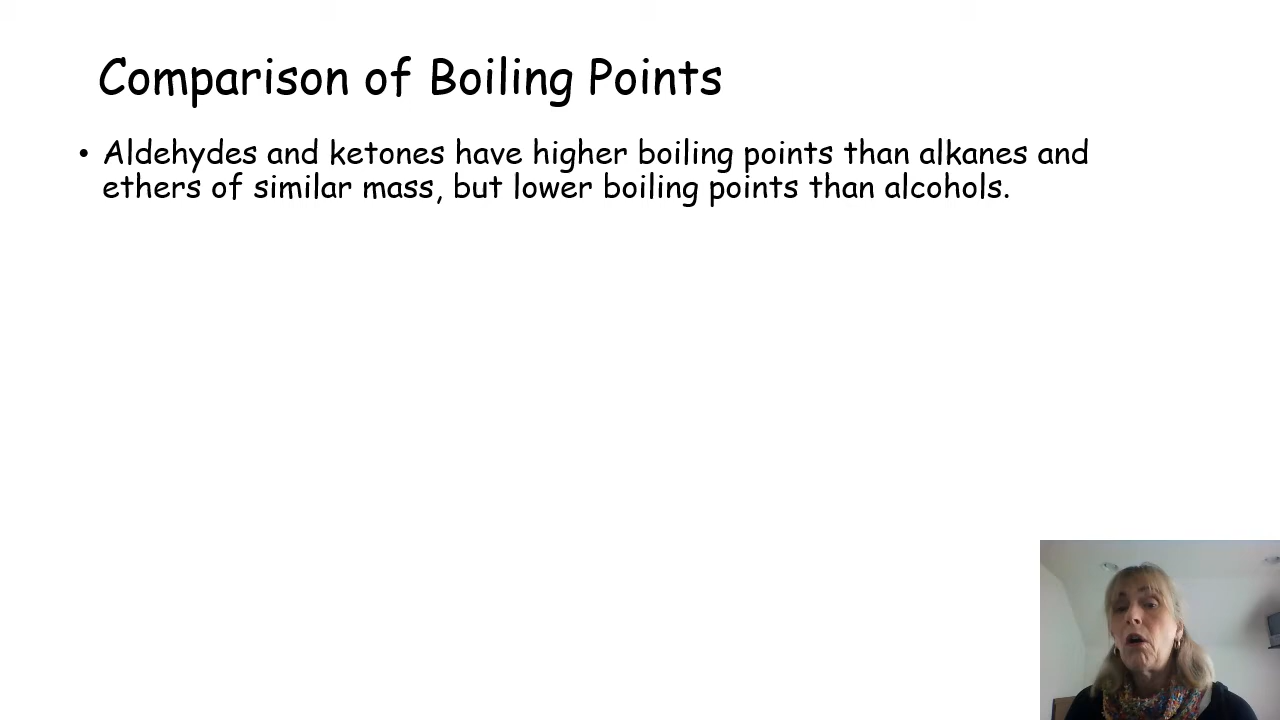 Comparison of Boiling Points
• Aldehydes and ketones have higher boiling points than alkanes and
ethers of similar mass, but lower boiling points than alcohols.